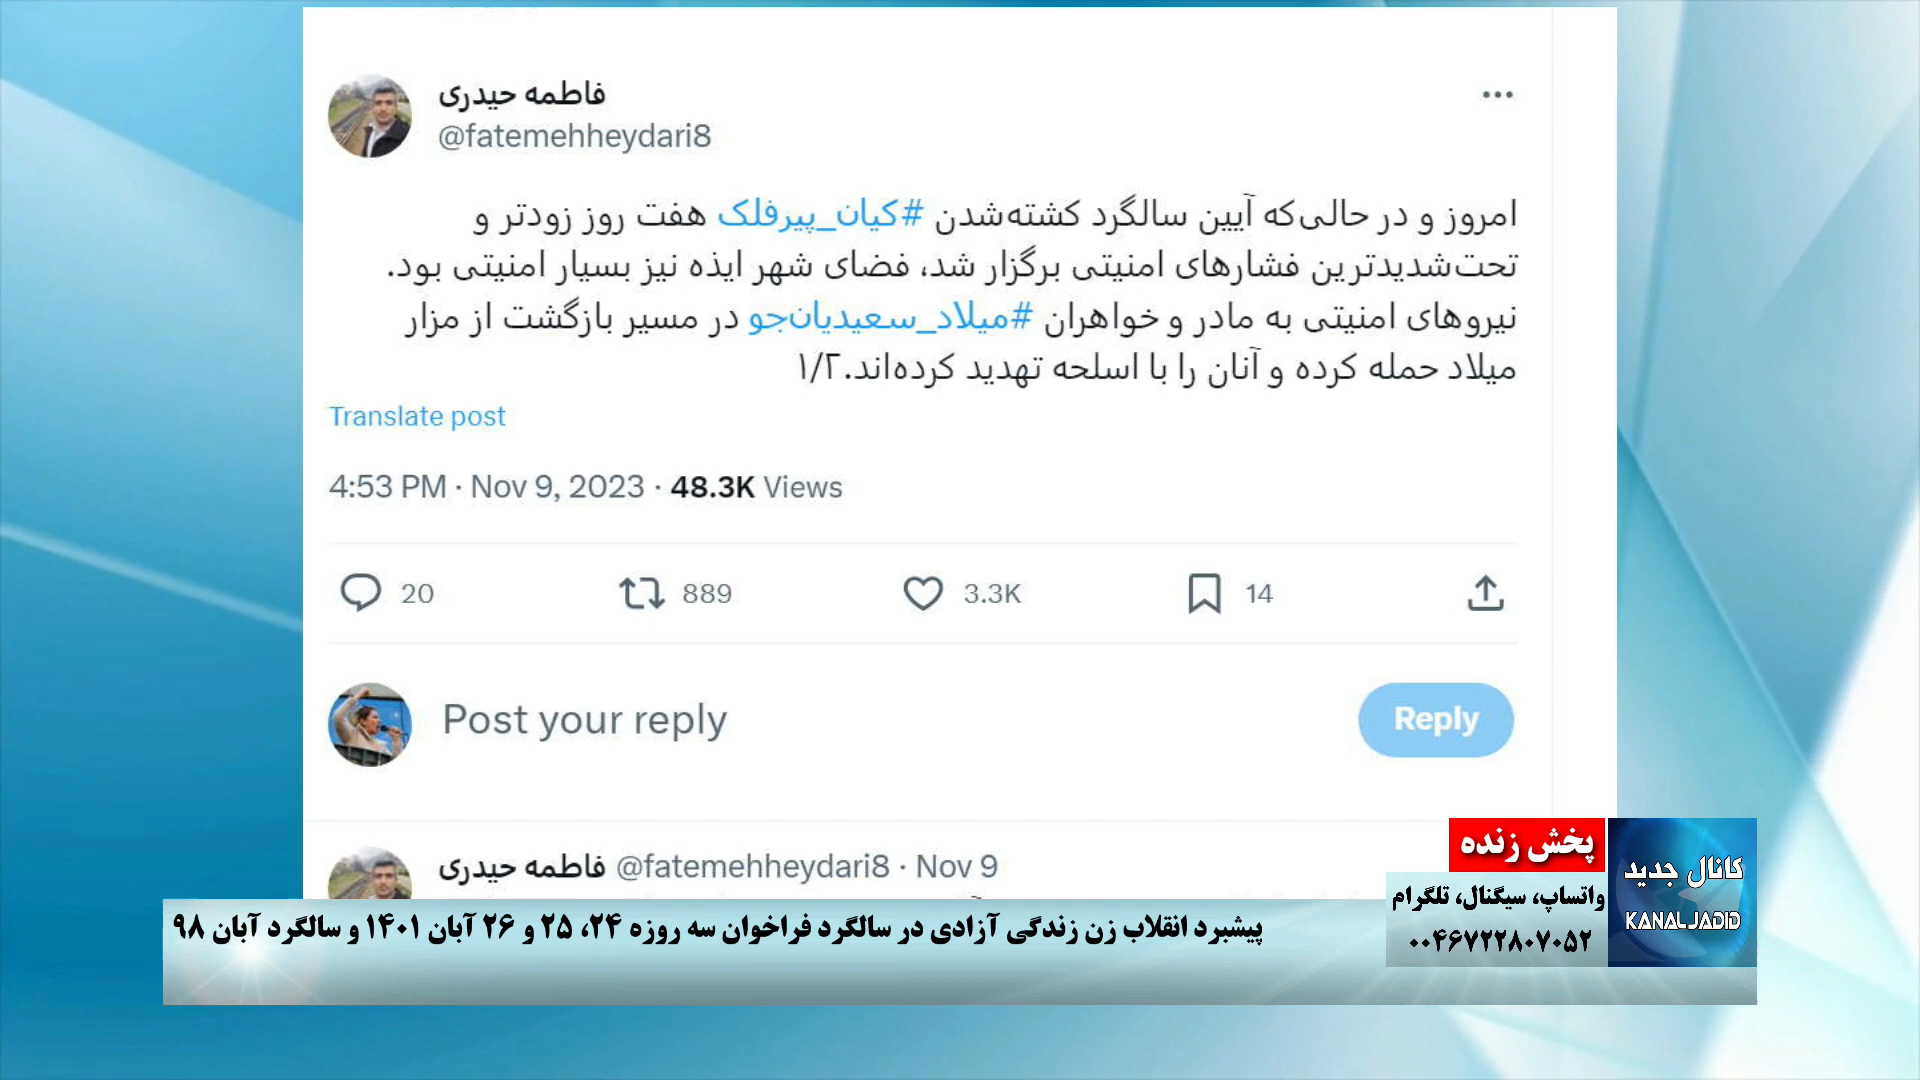 فاطمه حیدری
@fatemehheydari8
امروز و در حالی‌که آیین سالگرد کشته‌شدن #کیان_پیرفلک هفت روز زودتر و
تحت‌شدیدترین فشارهای امنیتی برگزار شد، فضای شهر ایذه نیز بسیار امنیتی بود.
نیروهای امنیتی به مادر و خواهران #میلاد_سعیدیان‌جو در مسیر بازگشت از مزار
میلاد حمله کرده و آنان را با اسلحه تهدید کرده‌اند.۱/۲
Translate post
4:53 PM · Nov 9, 2023 · 48.3K Views
20 889 3.3K 14
Post your reply
Reply
فاطمه حیدری @fatemehheydari8 · Nov 9
پخش زنده
کانال جدید
KANAL JADID
واتساپ، سیگنال، تلگرام
۰۰۴۶۷۲۲۸۰۷۰۵۲
پیشبرد انقلاب زن زندگی آزادی در سالگرد فراخوان سه روزه ۲۴، ۲۵ و ۲۶ آبان ۱۴۰۱ و سالگرد آبان ۹۸